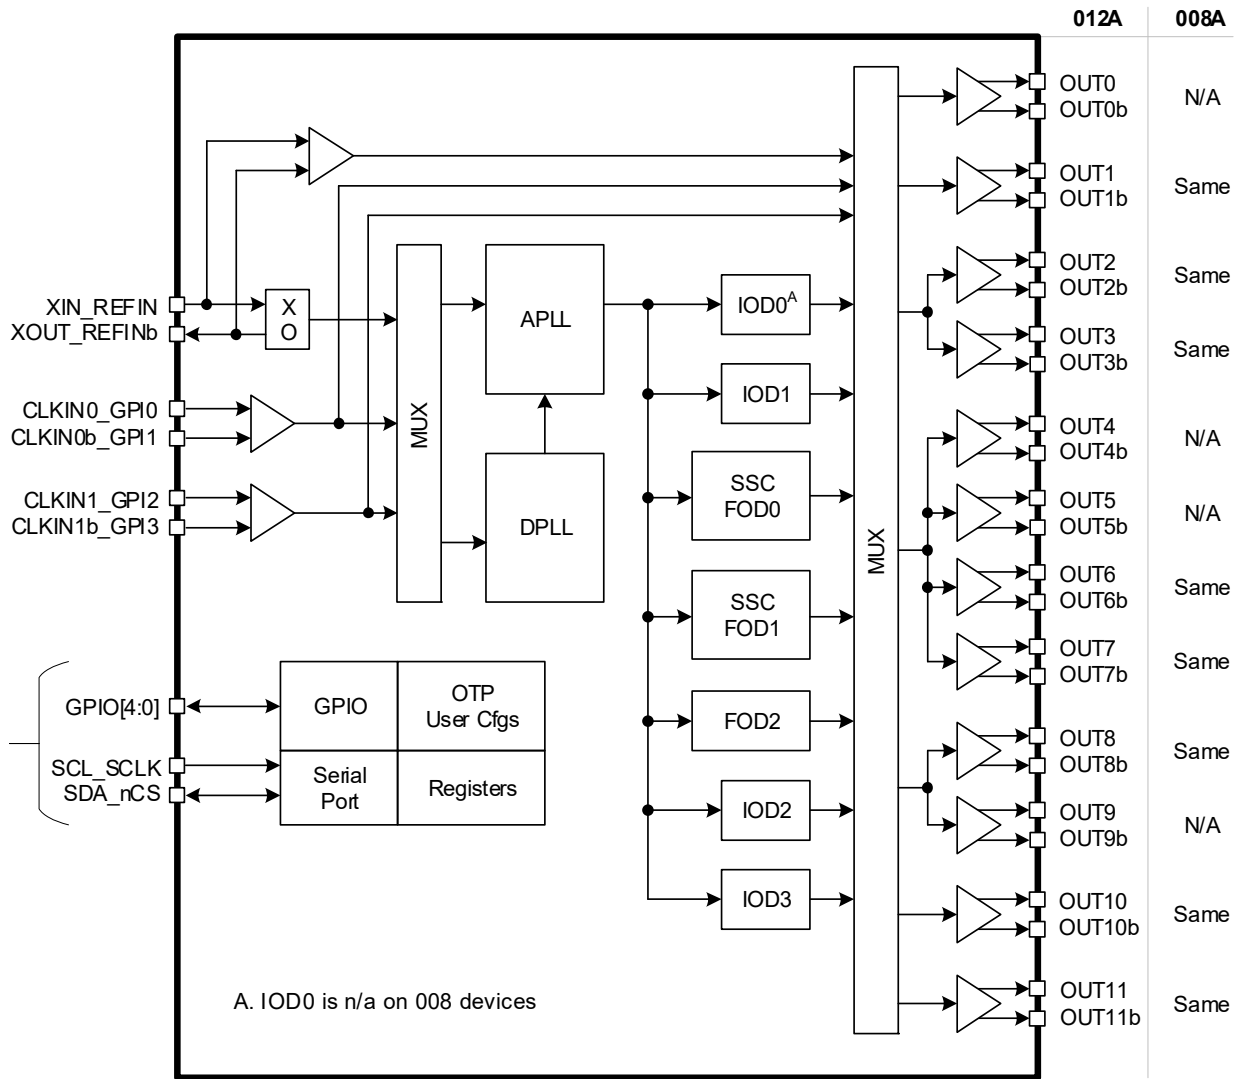 012A 008A
OUT0
OUT0b
N/A
OUT1
OUT1b
Same
OUT2
OUT2b
Same
OUT3
OUT3b
Same
OUT4
OUT4b
N/A
OUT5
OUT5b
N/A
OUT6
OUT6b
Same
OUT7
OUT7b
Same
OUT8
OUT8b
Same
OUT9
OUT9b
N/A
OUT10
OUT10b
Same
OUT11
OUT11b
Same
XIN_REFIN
XOUT_REFINb
X
O
CLKIN0_GPI0
CLKIN0b_GPI1
CLKIN1_GPI2
CLKIN1b_GPI3
MUX
APLL
DPLL
IOD0A
IOD1
SSC
FOD0
SSC
FOD1
FOD2
IOD2
IOD3
MUX
GPIO[4:0]
SCL_SCLK
SDA_nCS
GPIO
OTP
User Cfgs
Serial
Port
Registers
A. IOD0 is n/a on 008 devices